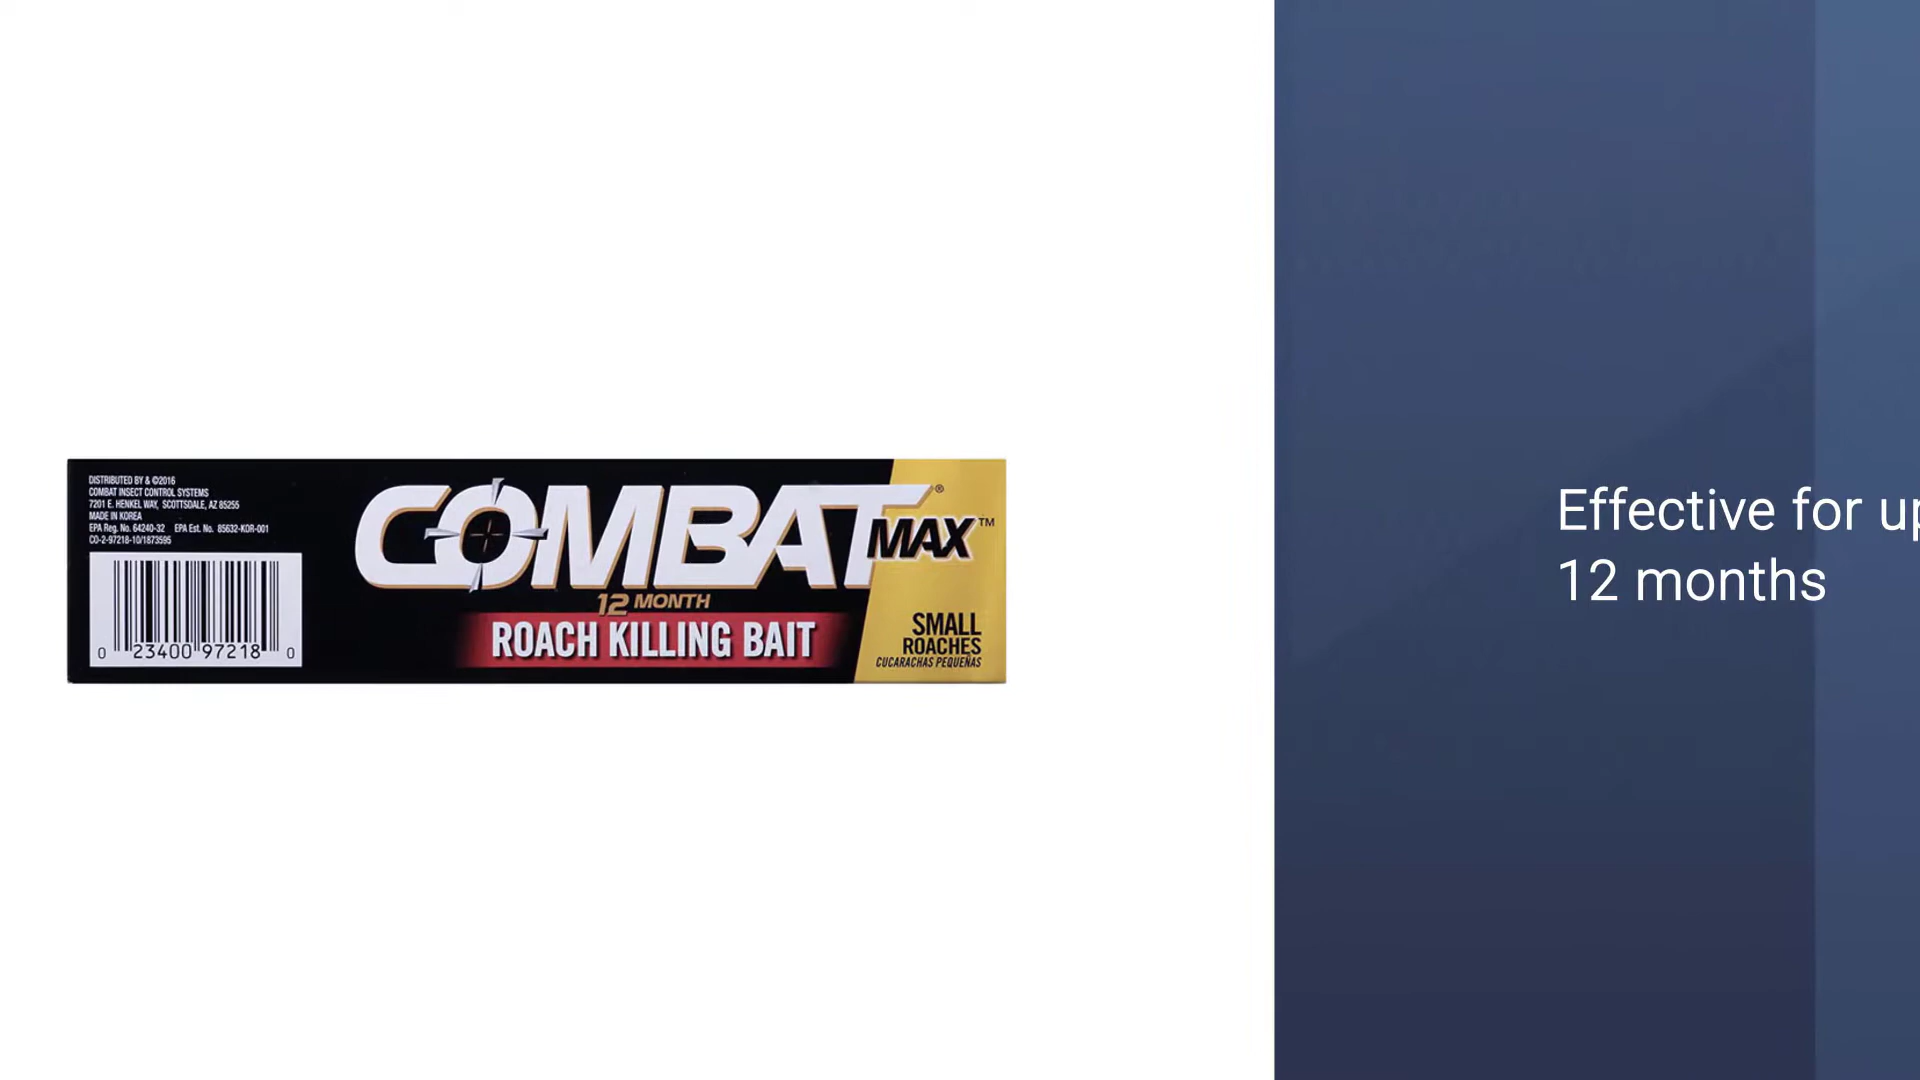 DISTRIBUTED BY & ©2016
COMBAT INSECT CONTROL SYSTEMS
7201 E. HENKEL WAY, SCOTTSDALE, AZ 85255
MADE IN KOREA
EPA Reg. No. 64240-32 EPA Est. No. 85632-KOR-001
CO-2-97218-10/1873595
0 23400 97218 0
COMBAT® MAX™
12 MONTH
ROACH KILLING BAIT
SMALL
ROACHES
CUCARACHAS PEQUEÑAS
Effective for up
12 months